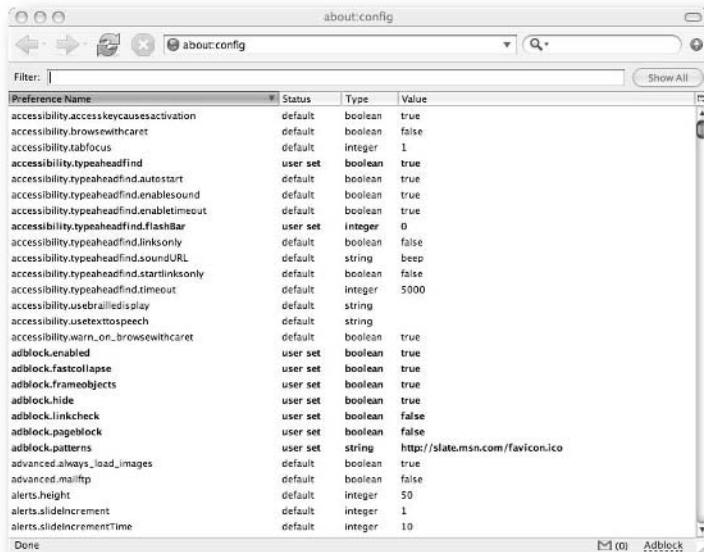 about:config
about:config
Filter: Show All
Preference Name Status Type Value
accessibility.accesskeycausesactivation default boolean true
accessibility.browsewithcaret default boolean false
accessibility.tabfocus default integer 1
accessibility.typeaheadfind user set boolean true
accessibility.typeaheadfind.autostart default boolean true
accessibility.typeaheadfind.enablesound default boolean true
accessibility.typeaheadfind.enabletimeout default boolean true
accessibility.typeaheadfind.flashBar user set integer 0
accessibility.typeaheadfind.linksonly default boolean false
accessibility.typeaheadfind.soundURL default string beep
accessibility.typeaheadfind.startlinksonly default boolean false
accessibility.typeaheadfind.timeout default integer 5000
accessibility.usebrailledisplay default string
accessibility.usetexttospeech default string
accessibility.warn_on_browsewithcaret default boolean true
adblock.enabled user set boolean true
adblock.fastcollapse user set boolean true
adblock.frameobjects user set boolean true
adblock.hide user set boolean true
adblock.linkcheck user set boolean false
adblock.pageblock user set boolean false
adblock.patterns user set string http://slate.msn.com/favicon.ico
advanced.always_load_images default boolean true
advanced.mailftp default boolean false
alerts.height default integer 50
alerts.slideIncrement default integer 1
alerts.slideIncrementTime default integer 10
Done (0) Adblock